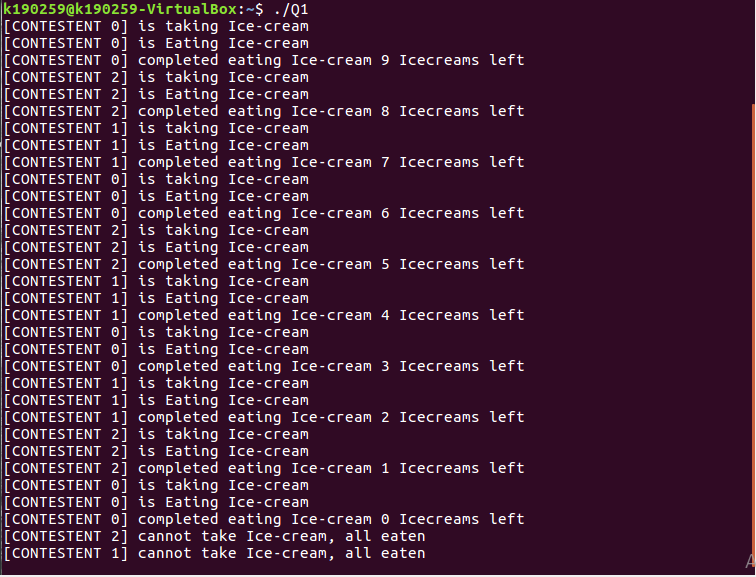 k190259@k190259-VirtualBox:~$ ./Q1
[CONTESTENT 0] is taking Ice-cream
[CONTESTENT 0] is Eating Ice-cream
[CONTESTENT 0] completed eating Ice-cream 9 Icecreams left
[CONTESTENT 2] is taking Ice-cream
[CONTESTENT 2] is Eating Ice-cream
[CONTESTENT 2] completed eating Ice-cream 8 Icecreams left
[CONTESTENT 1] is taking Ice-cream
[CONTESTENT 1] is Eating Ice-cream
[CONTESTENT 1] completed eating Ice-cream 7 Icecreams left
[CONTESTENT 0] is taking Ice-cream
[CONTESTENT 0] is Eating Ice-cream
[CONTESTENT 0] completed eating Ice-cream 6 Icecreams left
[CONTESTENT 2] is taking Ice-cream
[CONTESTENT 2] is Eating Ice-cream
[CONTESTENT 2] completed eating Ice-cream 5 Icecreams left
[CONTESTENT 1] is taking Ice-cream
[CONTESTENT 1] is Eating Ice-cream
[CONTESTENT 1] completed eating Ice-cream 4 Icecreams left
[CONTESTENT 0] is taking Ice-cream
[CONTESTENT 0] is Eating Ice-cream
[CONTESTENT 0] completed eating Ice-cream 3 Icecreams left
[CONTESTENT 1] is taking Ice-cream
[CONTESTENT 1] is Eating Ice-cream
[CONTESTENT 1] completed eating Ice-cream 2 Icecreams left
[CONTESTENT 2] is taking Ice-cream
[CONTESTENT 2] is Eating Ice-cream
[CONTESTENT 2] completed eating Ice-cream 1 Icecreams left
[CONTESTENT 0] is taking Ice-cream
[CONTESTENT 0] is Eating Ice-cream
[CONTESTENT 0] completed eating Ice-cream 0 Icecreams left
[CONTESTENT 2] cannot take Ice-cream, all eaten
[CONTESTENT 1] cannot take Ice-cream, all eaten